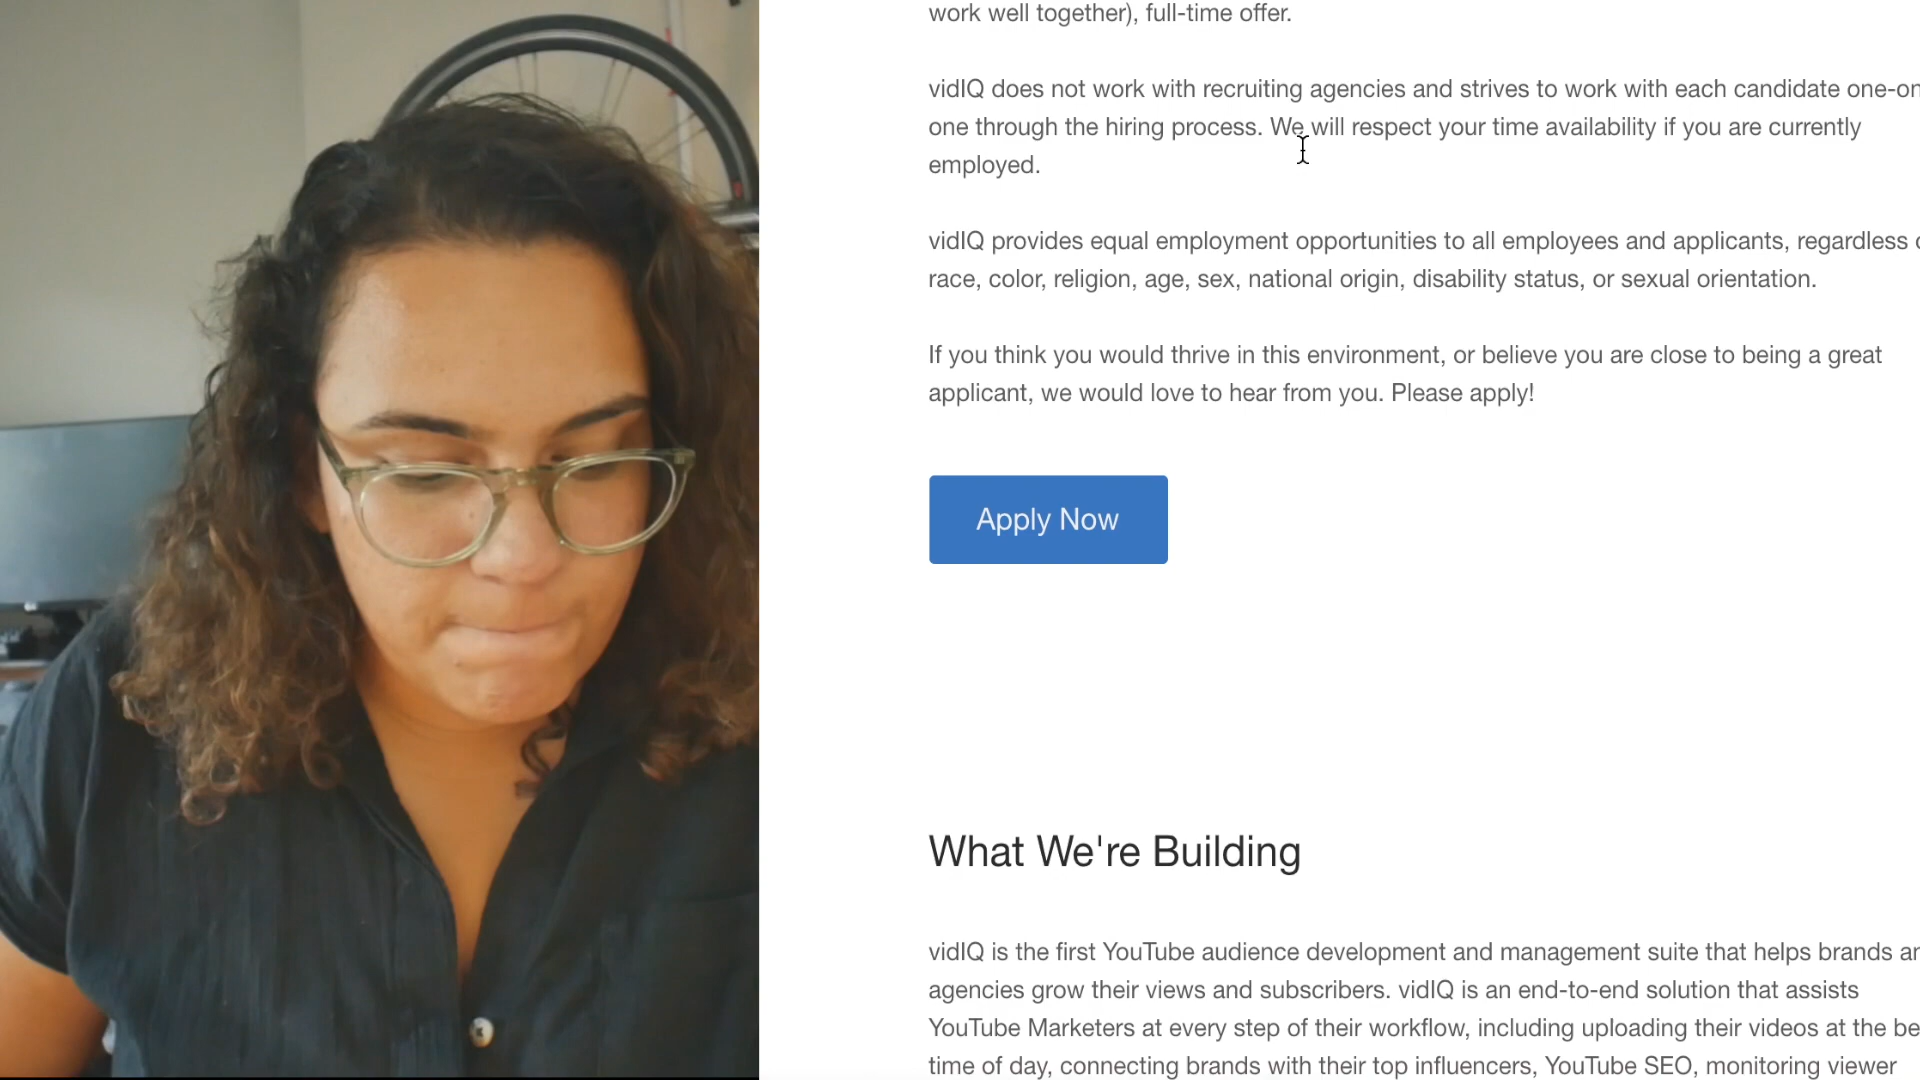 work well together), full-time offer.
vidIQ does not work with recruiting agencies and strives to work with each candidate one-on
one through the hiring process. We will respect your time availability if you are currently
employed.
vidIQ provides equal employment opportunities to all employees and applicants, regardless
race, color, religion, age, sex, national origin, disability status, or sexual orientation.
If you think you would thrive in this environment, or believe you are close to being a great
applicant, we would love to hear from you. Please apply!
Apply Now
What We're Building
vidIQ is the first YouTube audience development and management suite that helps brands
agencies grow their views and subscribers. vidIQ is an end-to-end solution that assists
YouTube Marketers at every step of their workflow, including uploading their videos at the
time of day, connecting brands with their top influencers, YouTube SEO, monitoring viewer